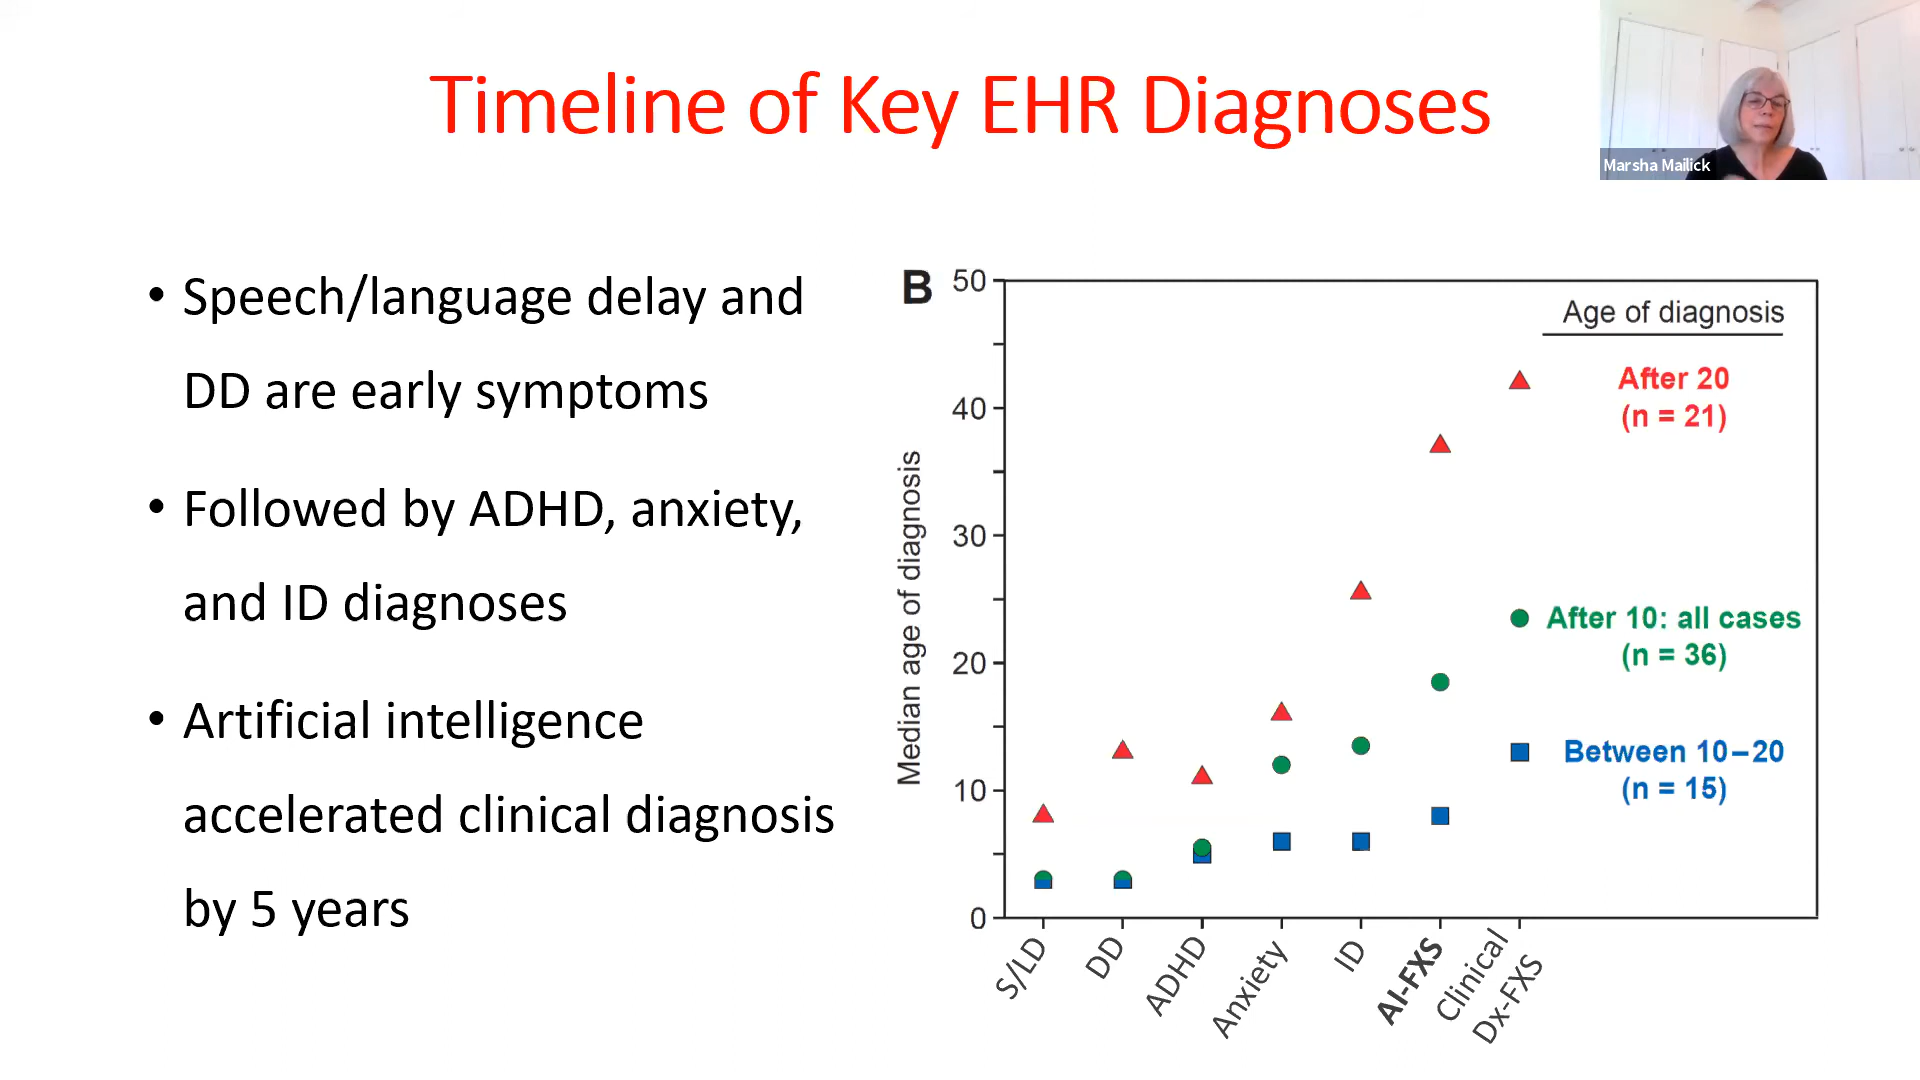 Timeline of Key EHR Diagnoses
Marsha Mailick
• Speech/language delay and
DD are early symptoms
• Followed by ADHD, anxiety,
and ID diagnoses
• Artificial intelligence
accelerated clinical diagnosis
by 5 years
B
Median age of diagnosis
50
40
30
20
10
0
Age of diagnosis
After 20
(n = 21)
After 10: all cases
(n = 36)
Between 10–20
(n = 15)
S/LD
DD
ADHD
Anxiety
ID
AI-FXS
Clinical
Dx-FXS